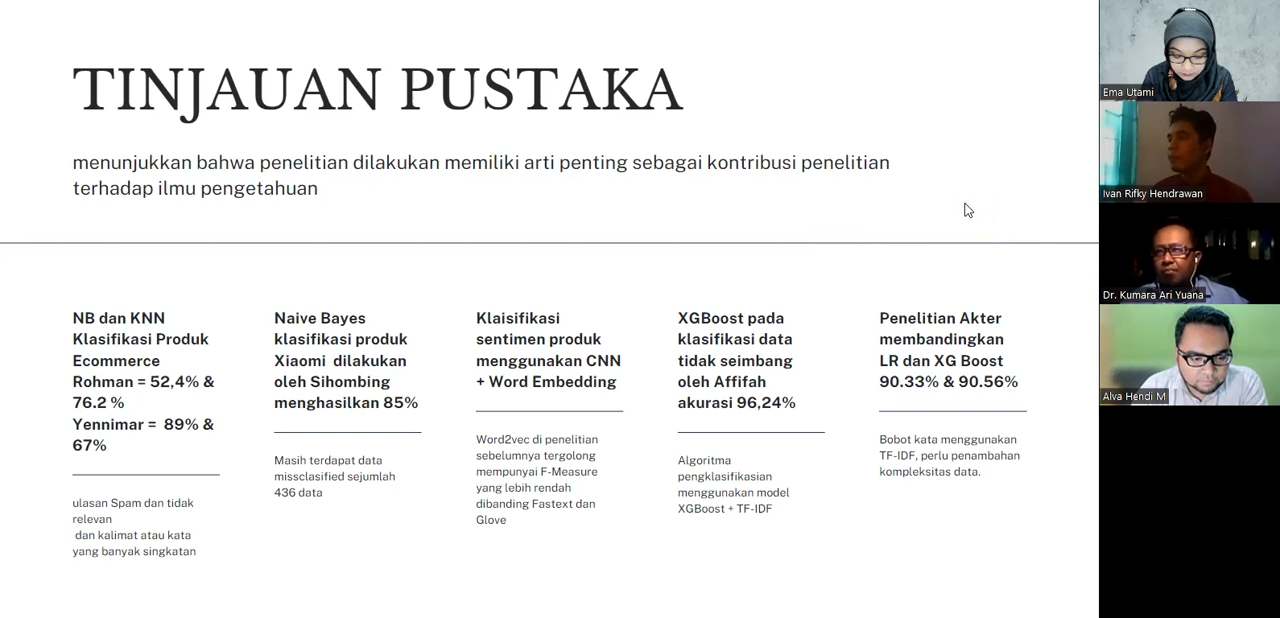 TINJAUAN PUSTAKA
menunjukkan bahwa penelitian dilakukan memiliki arti penting sebagai kontribusi penelitian
terhadap ilmu pengetahuan
NB dan KNN
Klasifikasi Produk
Ecommerce
Rohman = 52,4% &
76.2 %
Yennimar = 89% &
67%
ulasan Spam dan tidak
relevan
dan kalimat atau kata
yang banyak singkatan
Naive Bayes
klasifikasi produk
Xiaomi dilakukan
oleh Sihombing
menghasilkan 85%
Masih terdapat data
missclasified sejumlah
436 data
Klaisifikasi
sentimen produk
menggunakan CNN
+ Word Embedding
Word2vec di penelitian
sebelumnya tergolong
mempunyai F-Measure
yang lebih rendah
dibanding Fastext dan
Glove
XGBoost pada
klasifikasi data
tidak seimbang
oleh Affifah
akurasi 96,24%
Algoritma
pengklasifikasian
menggunakan model
XGBoost + TF-IDF
Penelitian Akter
membandingkan
LR dan XG Boost
90.33% & 90.56%
Bobot kata menggunakan
TF-IDF, perlu penambahan
kompleksitas data.
Ema Utami
Ivan Rifky Hendrawan
Dr. Kumara Ari Yuana
Alva Hendi M